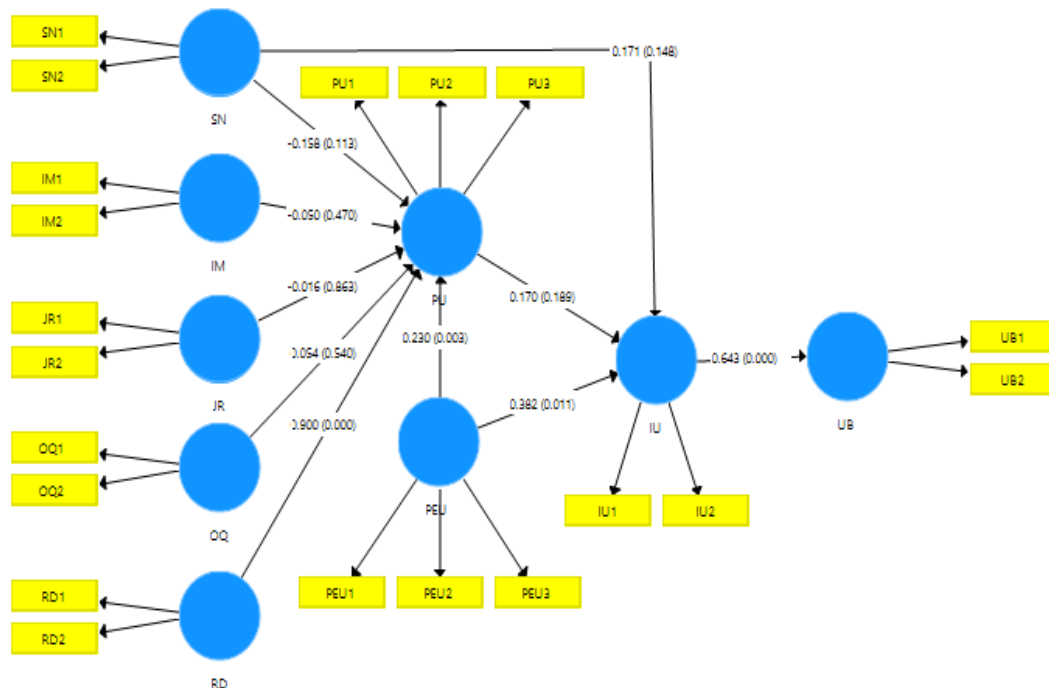 SN1
SN2
SN
0.171 (0.148)
PU1
PU2
PU3
-0.158 (0.113)
IM1
IM2
IM
-0.050 (0.470)
PU
JR1
JR2
JR
-0.016 (0.863)
0.170 (0.189)
0.230 (0.003)
0.054 (0.540)
0.643 (0.000)
UB1
UB2
UB
IU
0.382 (0.011)
0.900 (0.000)
OQ1
OQ2
OQ
PEU
IU1
IU2
RD1
RD2
RD
PEU1
PEU2
PEU3